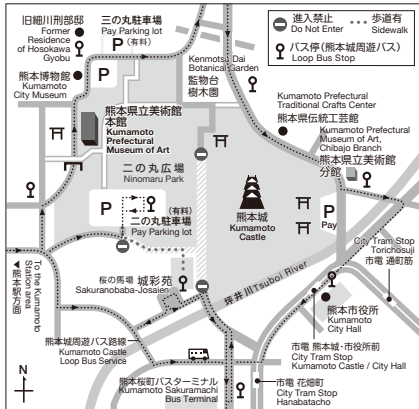 旧細川刑部邸
Former
Residence
of Hosokawa
Gyobu
三の丸駐車場
Pay Parking lot
(有料)
P
進入禁止
Do Not Enter
歩道有
Sidewalk
バス停(熊本城周遊バス)
Loop Bus Stop
熊本博物館
Kumamoto
City Museum
Kenmotsu Dai
Botanical Garden
監物台
樹木園
熊本県立美術館
本館
Kumamoto
Prefectural
Museum of Art
Kumamoto Prefectural
Traditional Crafts Center
熊本県伝統工芸館
Kumamoto Prefectural
Museum of Art,
Chibajo Branch
熊本県立美術館
分館
二の丸広場
Ninomaru Park
P
(有料)
二の丸駐車場
Pay Parking lot
熊本城
Kumamoto
Castle
P
Pay
City Tram Stop
Torichosuji
市電 通町筋
桜の馬場 城彩苑
Sakuranobaba-Josaien
坪井川Tsuboi River
To the Kumamoto
Station area
熊本駅方面
熊本市役所
Kumamoto
City Hall
熊本城周遊バス路線
Kumamoto Castle
Loop Bus Service
市電 熊本城・市役所前
City Tram Stop
Kumamoto Castle / City Hall
N
熊本桜町バスターミナル
Kumamoto Sakuramachi
Bus Terminal
市電 花畑町
City Tram Stop
Hanabatacho